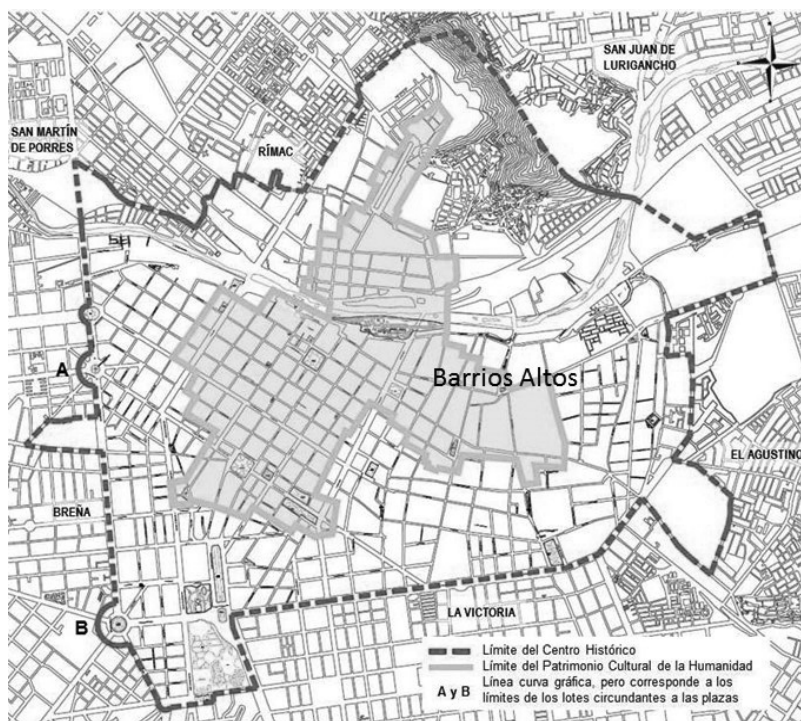 SAN JUAN DE
LURIGANCHO
SAN MARTÍN
DE PORRES
RÍMAC
A
Barrios Altos
EL AGUSTINO
BREÑA
LA VICTORIA
B
Límite del Centro Histórico
Límite del Patrimonio Cultural de la Humanidad
A y B
Línea curva gráfica, pero corresponde a los
límites de los lotes circundantes a las plazas